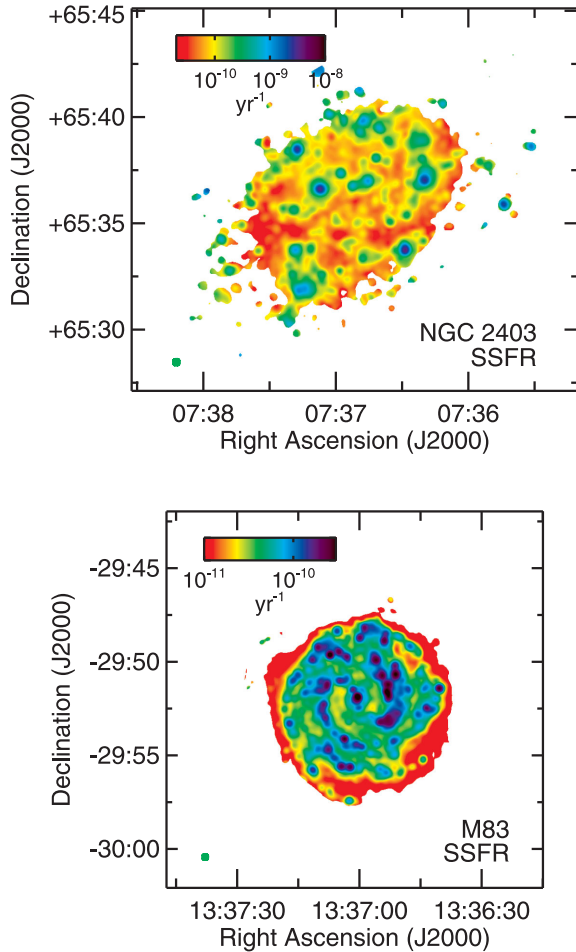 +65:45
10⁻¹⁰ 10⁻⁹ 10⁻⁸
yr⁻¹
+65:40
+65:35
+65:30
Declination (J2000)
NGC 2403
SSFR
07:38 07:37 07:36
Right Ascension (J2000)
-29:45
10⁻¹¹ 10⁻¹⁰
yr⁻¹
-29:50
-29:55
-30:00
Declination (J2000)
M83
SSFR
13:37:30 13:37:00 13:36:30
Right Ascension (J2000)